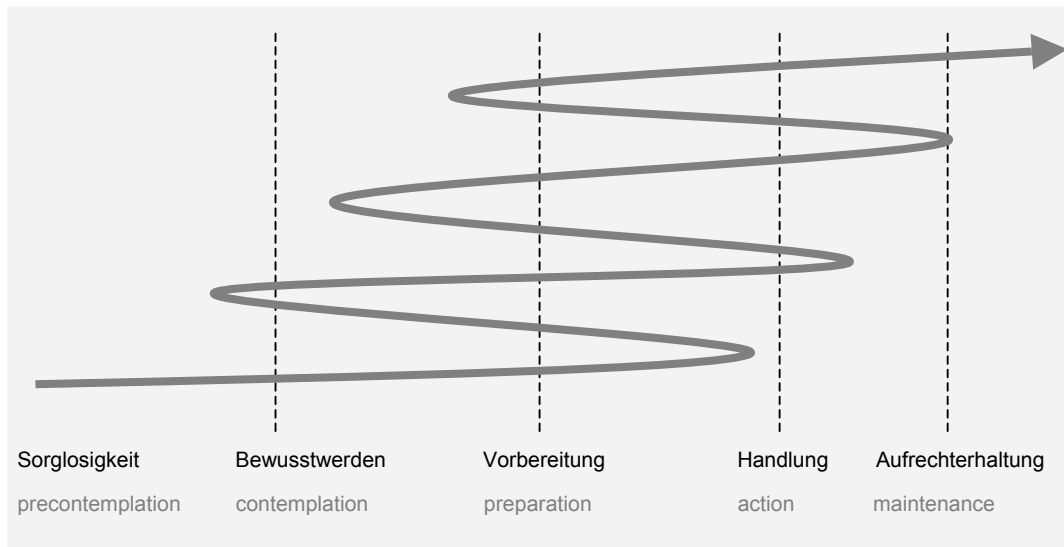 Sorglosigkeit Bewusstwerden Vorbereitung Handlung Aufrechterhaltung
precontemplation contemplation preparation action maintenance